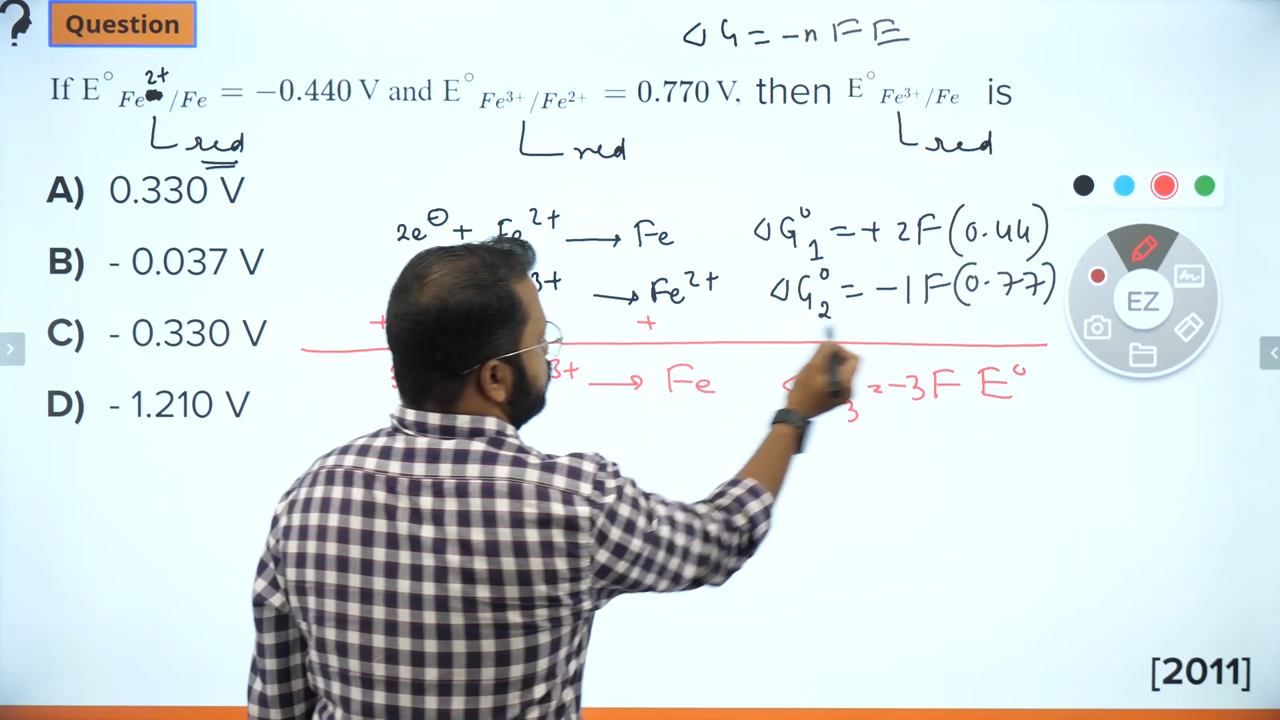 ?
Question
ΔG = -nFE
If E° Fe2+/Fe = −0.440 V and E° Fe3+/Fe2+ = 0.770 V, then E° Fe3+/Fe is
red red red
A) 0.330 V
B) - 0.037 V
C) - 0.330 V
D) - 1.210 V
2e⊖ + Fe2+ → Fe ΔG°1 = + 2F(0.44)
3+ → Fe2+ ΔG°2 = -1F(0.77)
+ +
3+ → Fe 3 = -3F E°
EZ
[2011]